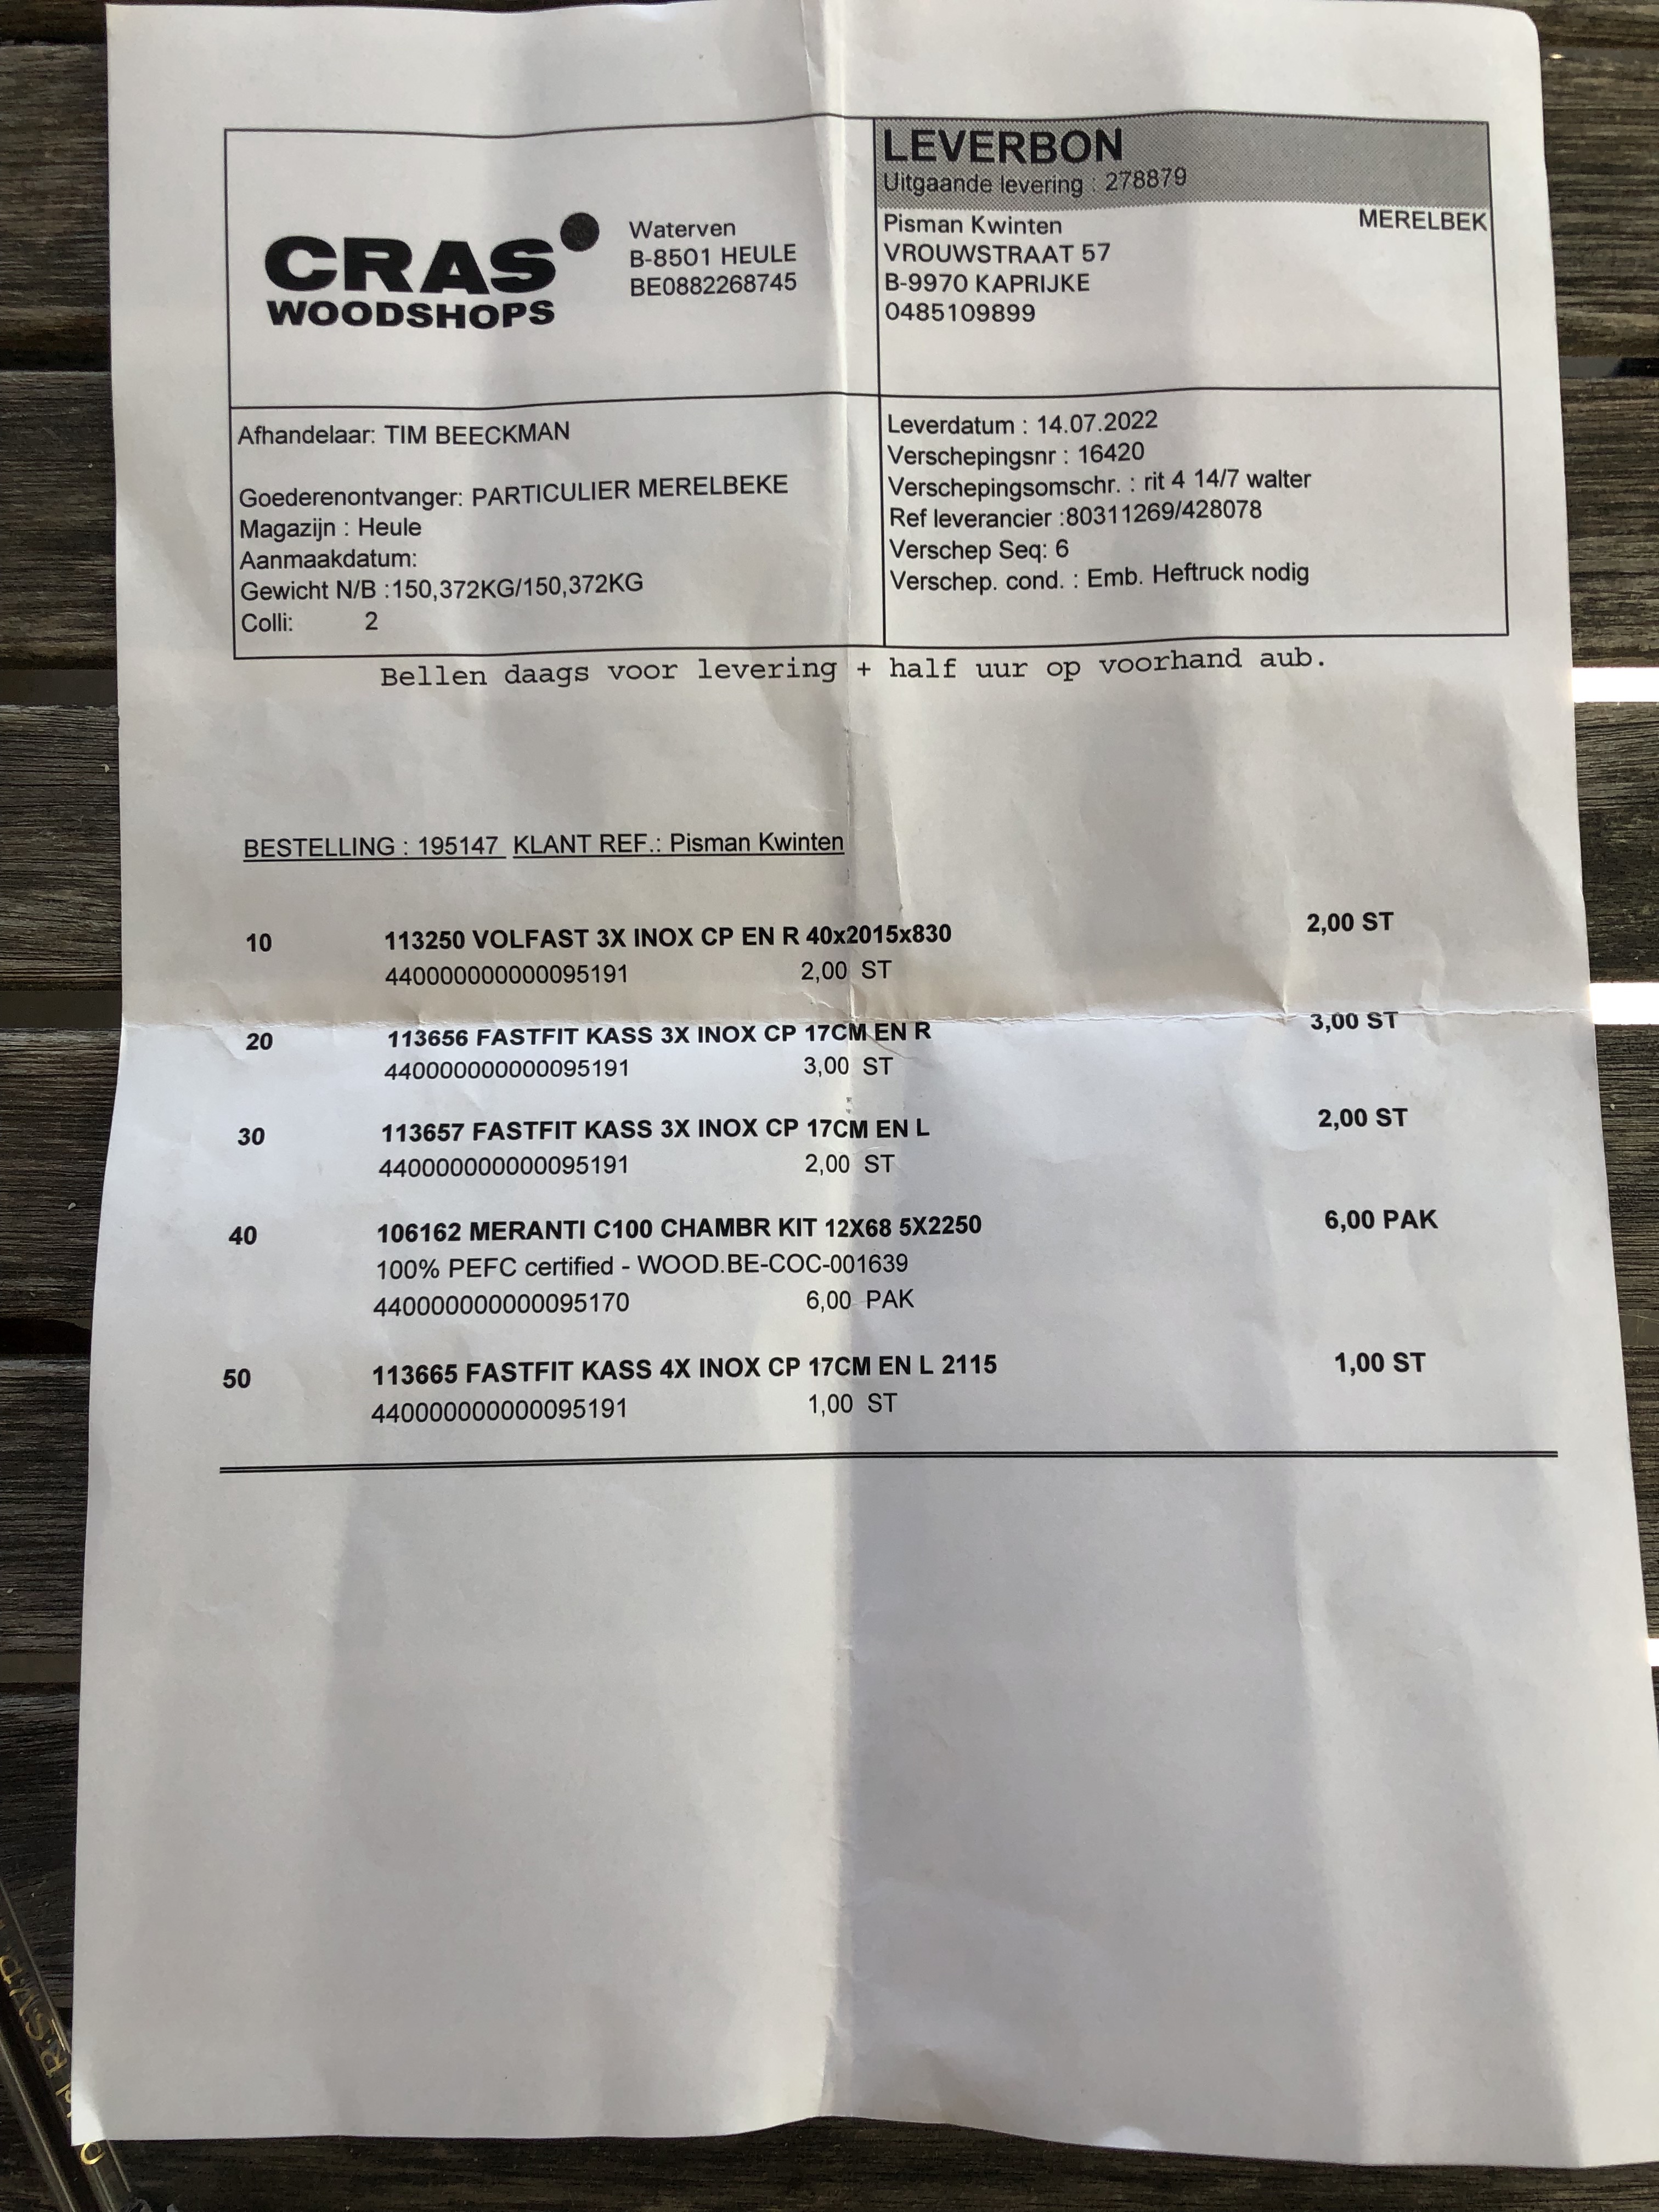 LEVERBON
Uitgaande levering : 278879
CRAS
WOODSHOPS
Waterven
B-8501 HEULE
BE0882268745
Pisman Kwinten MERELBEK
VROUWSTRAAT 57
B-9970 KAPRIJKE
0485109899
Afhandelaar: TIM BEECKMAN
Goederenontvanger: PARTICULIER MERELBEKE
Magazijn : Heule
Aanmaakdatum:
Gewicht N/B :150,372KG/150,372KG
Colli: 2
Leverdatum : 14.07.2022
Verschepingsnr : 16420
Verschepingsomschr. : rit 4 14/7 walter
Ref leverancier :80311269/428078
Verschep Seq: 6
Verschep. cond. : Emb. Heftruck nodig
Bellen daags voor levering + half uur op voorhand aub.
BESTELLING : 195147 KLANT REF.: Pisman Kwinten
10 113250 VOLFAST 3X INOX CP EN R 40x2015x830 2,00 ST
440000000000095191 2,00 ST
20 113656 FASTFIT KASS 3X INOX CP 17CM EN R 3,00 ST
440000000000095191 3,00 ST
30 113657 FASTFIT KASS 3X INOX CP 17CM EN L 2,00 ST
440000000000095191 2,00 ST
40 106162 MERANTI C100 CHAMBR KIT 12X68 5X2250 6,00 PAK
100% PEFC certified - WOOD.BE-COC-001639
440000000000095170 6,00 PAK
50 113665 FASTFIT KASS 4X INOX CP 17CM EN L 2115 1,00 ST
440000000000095191 1,00 ST